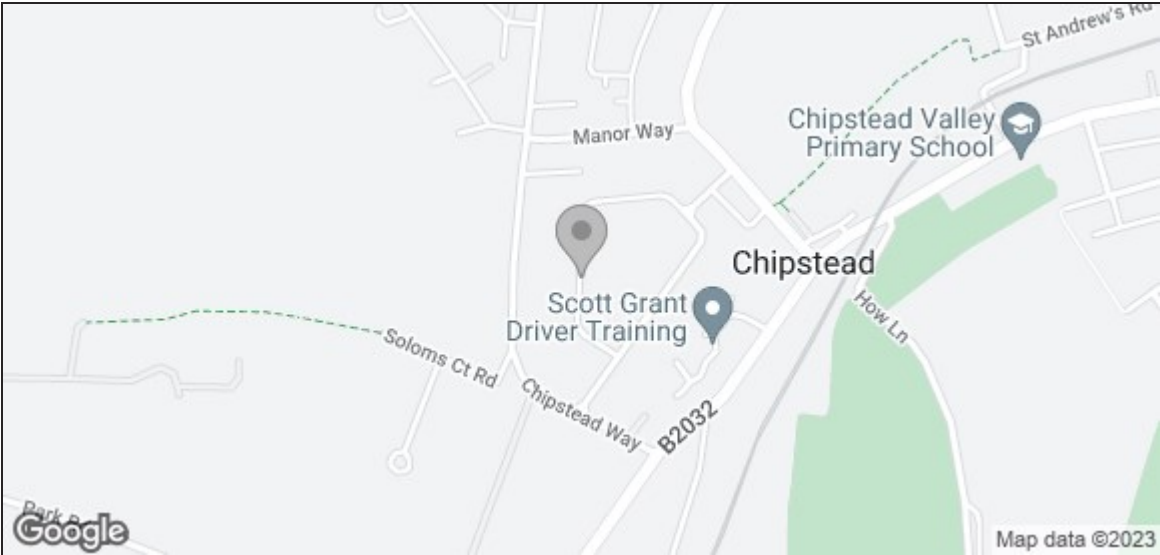 St Andrew's Rd
Chipstead Valley
Primary School
Manor Way
Chipstead
Scott Grant
Driver Training
How Ln
Soloms Ct Rd
Chipstead Way
B2032
Park
Google
Map data ©2023